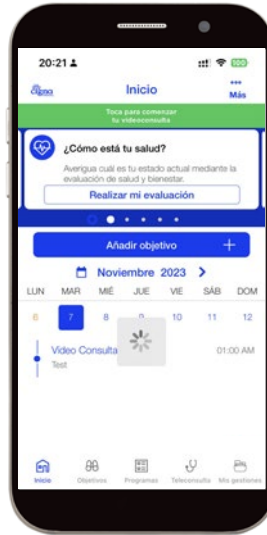 20:21
100
Cigna
Inicio
Más
Toca para comenzar
tu videoconsulta
¿Cómo está tu salud?
Averigua cuál es tu estado actual mediante la
evaluación de salud y bienestar.
Realizar mi evaluación
Añadir objetivo
Noviembre 2023
LUN MAR MIÉ JUE VIE SÁB DOM
6 7 8 9 10 11 12
Vídeo Consulta 01:00 AM
Test
Inicio Objetivos Programas Teleconsulta Mis gestiones